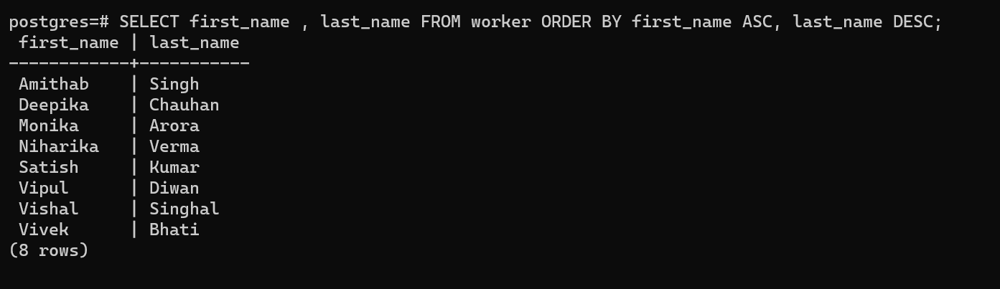 postgres=# SELECT first_name , last_name FROM worker ORDER BY first_name ASC, last_name DESC;
 first_name | last_name
------------+-----------
 Amithab    | Singh
 Deepika    | Chauhan
 Monika     | Arora
 Niharika   | Verma
 Satish     | Kumar
 Vipul      | Diwan
 Vishal     | Singhal
 Vivek      | Bhati
(8 rows)